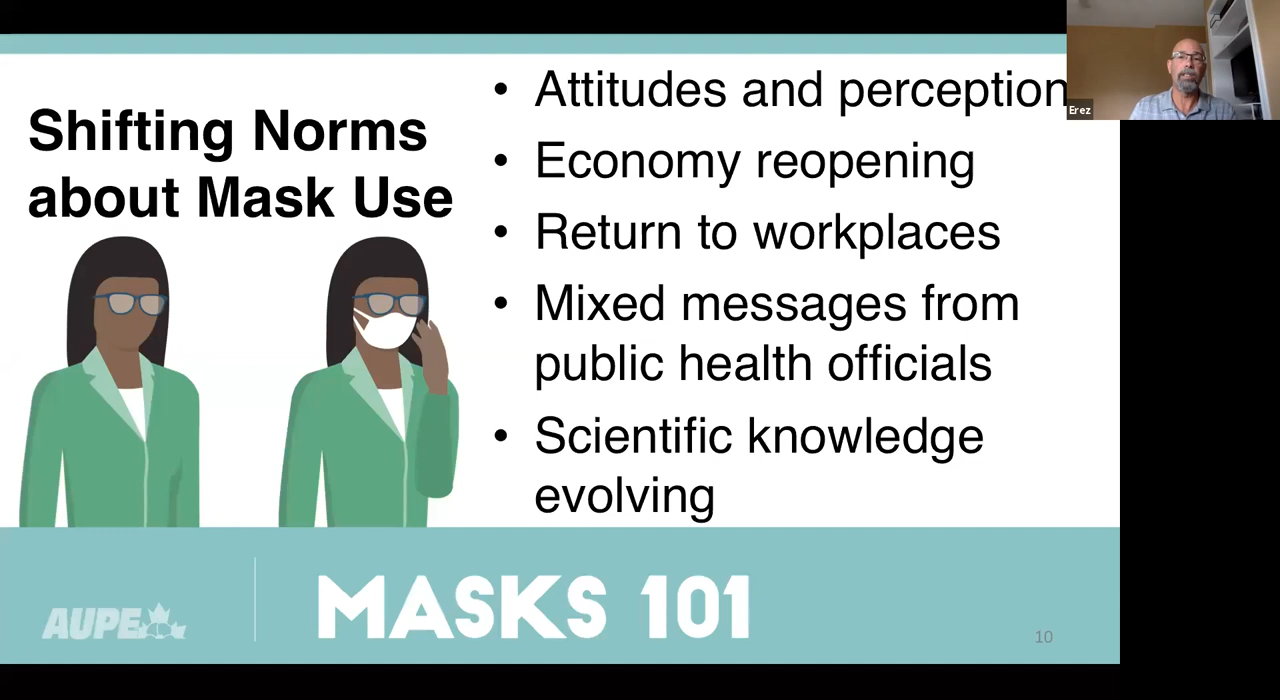 Shifting Norms
about Mask Use
• Attitudes and perception
• Economy reopening
• Return to workplaces
• Mixed messages from
public health officials
• Scientific knowledge
evolving
Erez
AUPE
MASKS 101
10